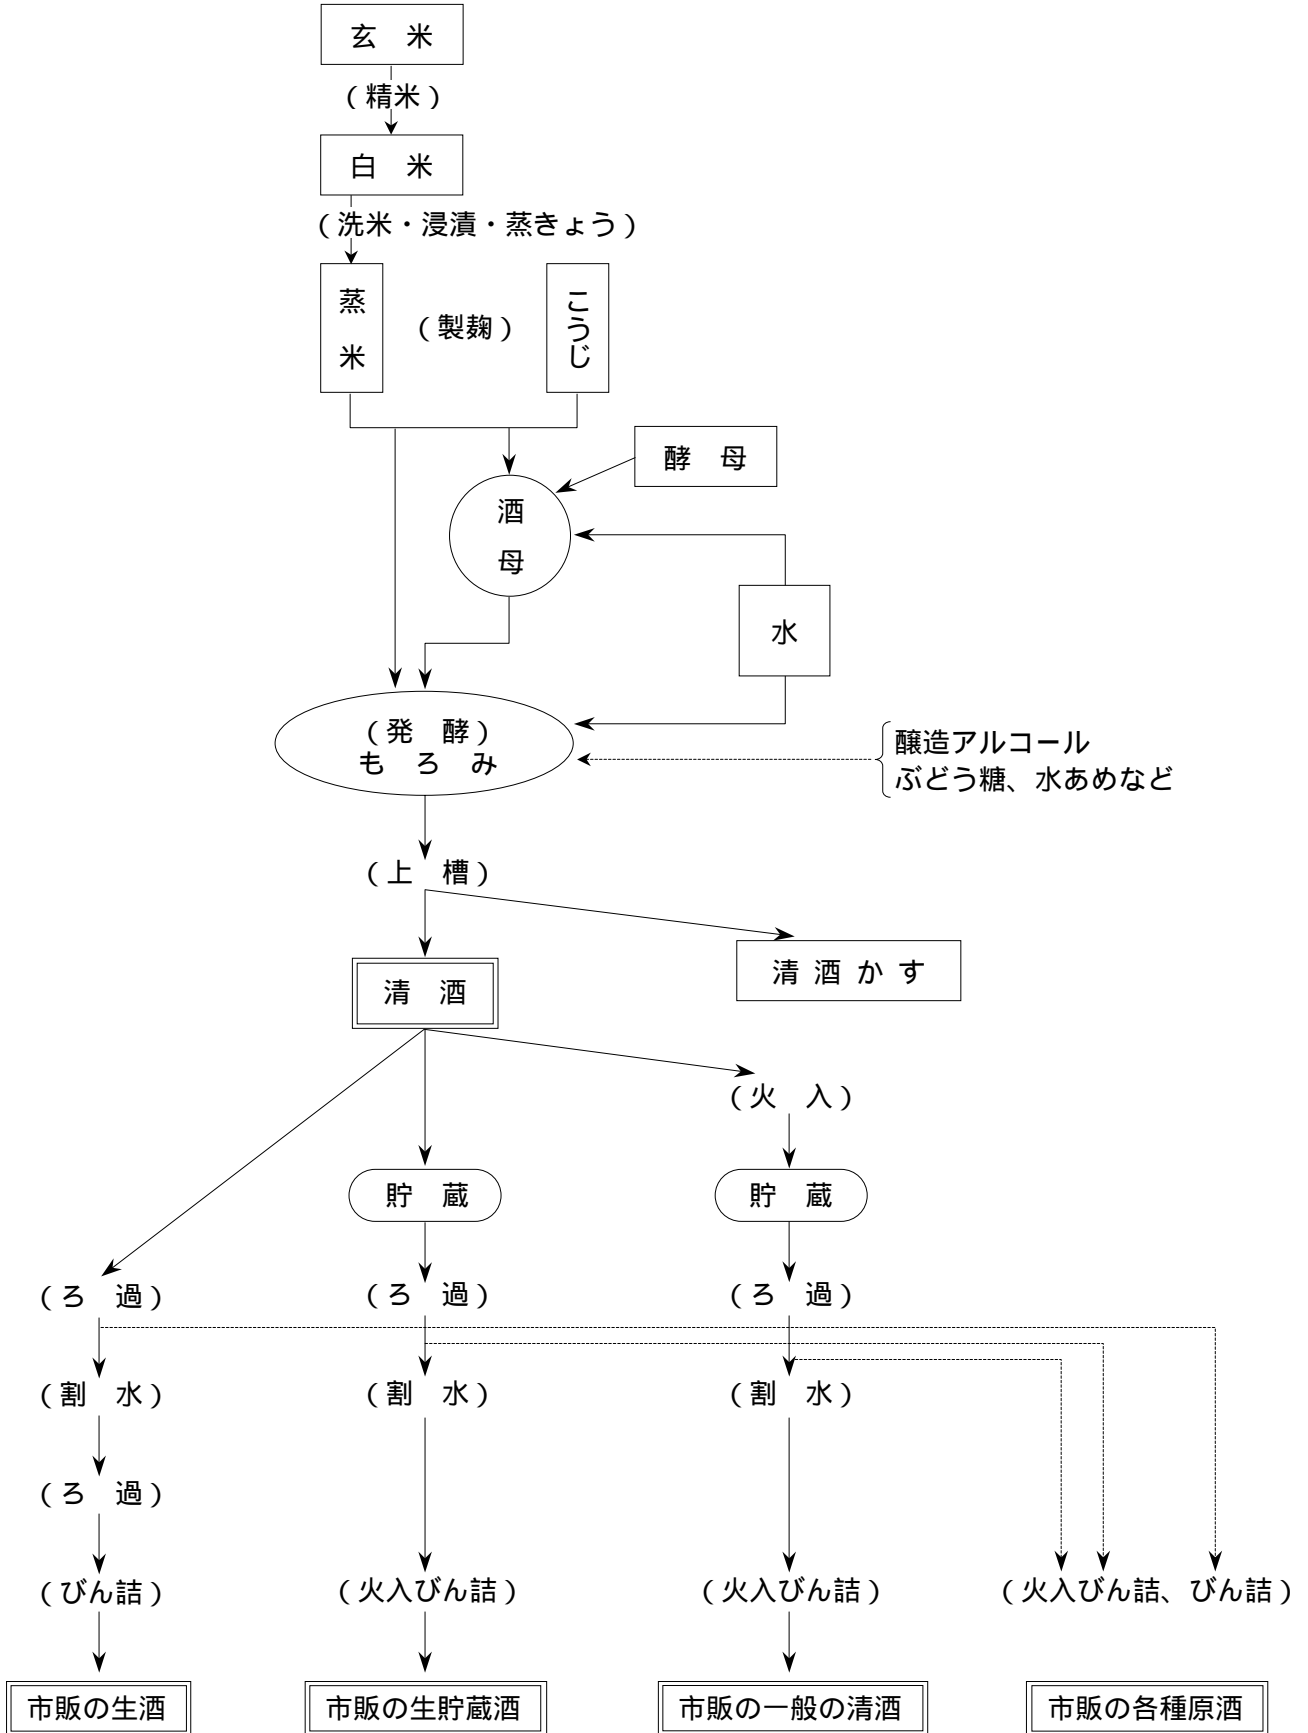 玄　米
（精米）
白　米
（洗米・浸漬・蒸きょう）
蒸米
（製麹）
こうじ
酵　母
酒母
水
（発　酵）
も　ろ　み
醸造アルコール
ぶどう糖、水あめなど
（上　槽）
清酒かす
清　酒
（火　入）
貯　蔵
貯　蔵
（ろ　過）
（ろ　過）
（ろ　過）
（割　水）
（割　水）
（割　水）
（ろ　過）
（びん詰）
（火入びん詰）
（火入びん詰）
（火入びん詰、びん詰）
市販の生酒
市販の生貯蔵酒
市販の一般の清酒
市販の各種原酒